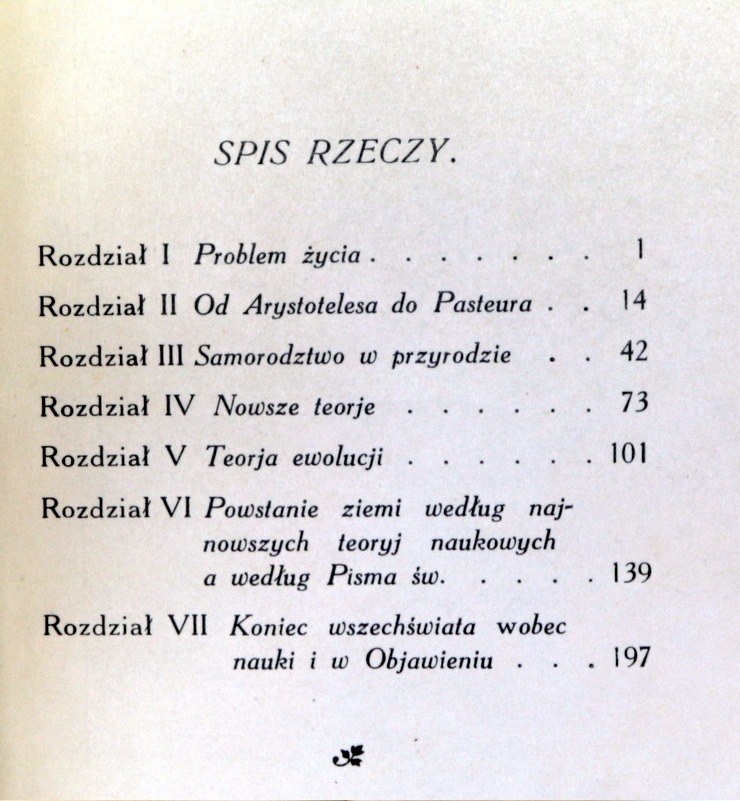 SPIS RZECZY.
Rozdział I Problem życia . . . . . . . 1
Rozdział II Od Arystotelesa do Pasteura . . 14
Rozdział III Samorodztwo w przyrodzie . . 42
Rozdział IV Nowsze teorje . . . . . . 73
Rozdział V Teorja ewolucji . . . . . . 101
Rozdział VI Powstanie ziemi według naj-
nowszych teoryj naukowych
a według Pisma św. . . . . 139
Rozdział VII Koniec wszechświata wobec
nauki i w Objawieniu . . . 197